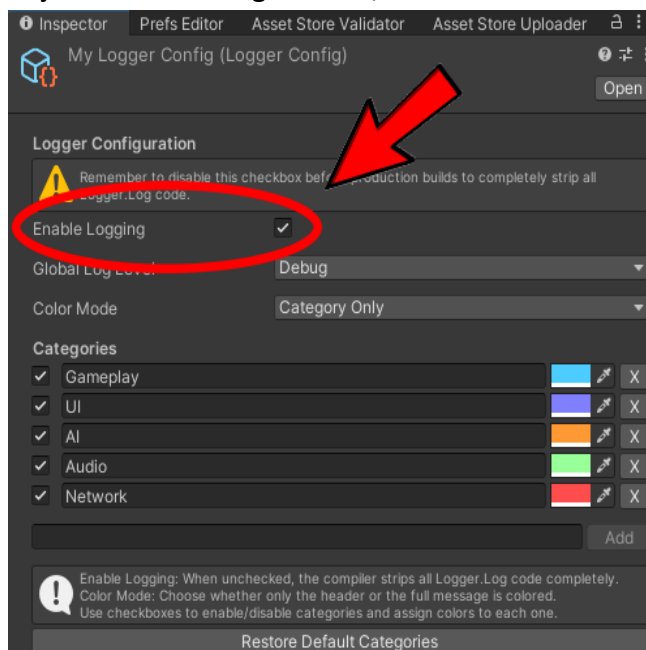 Inspector Prefs Editor Asset Store Validator Asset Store Uploader
My Logger Config (Logger Config)
Open
Logger Configuration
Remember to disable this checkbox before production builds to completely strip all
Logger.Log code.
Enable Logging
Global Log Level Debug
Color Mode Category Only
Categories
Gameplay X
UI X
AI X
Audio X
Network X
Add
Enable Logging: When unchecked, the compiler strips all Logger.Log code completely.
Color Mode: Choose whether only the header or the full message is colored.
Use checkboxes to enable/disable categories and assign colors to each one.
Restore Default Categories